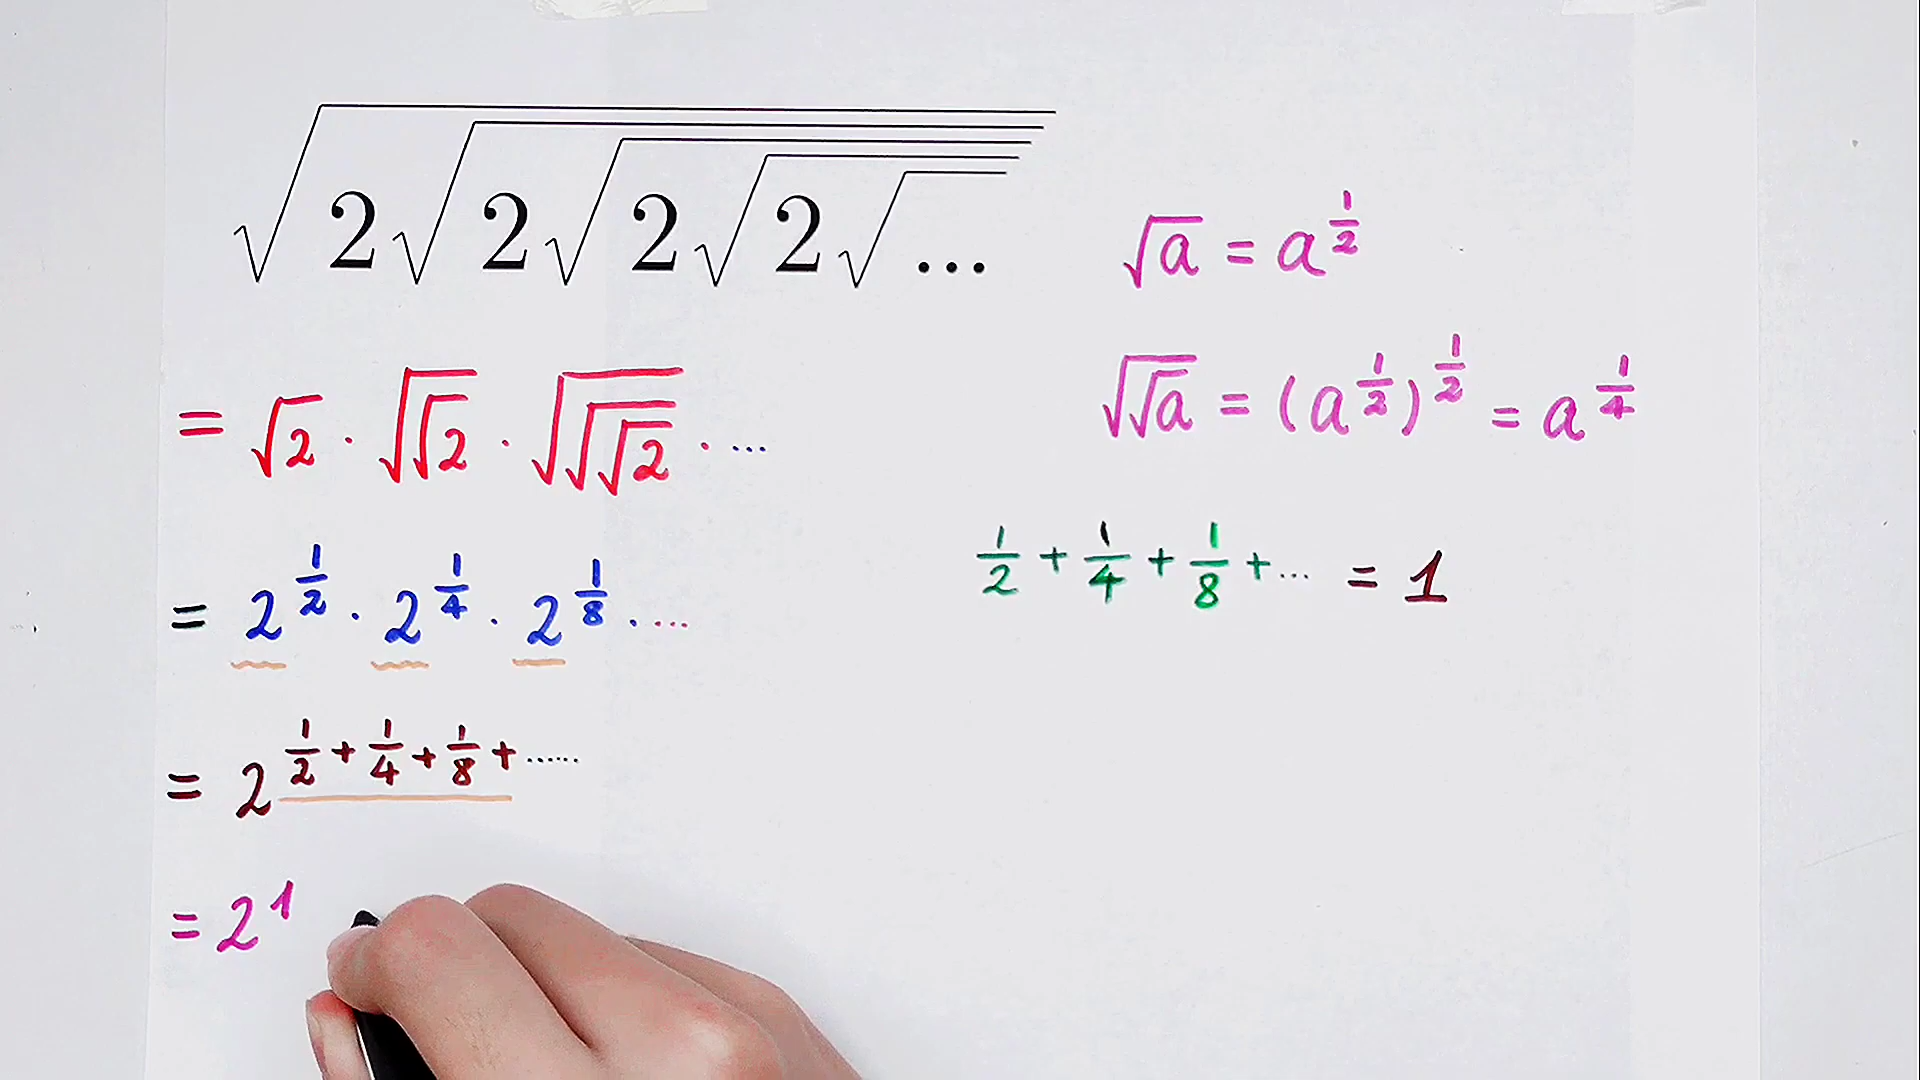 √2√2√2√2√...
√a = a^(1/2)
= √2 · √√2 · √√√2 · ...
√√a = (a^(1/2))^(1/2) = a^(1/4)
= 2^(1/2) · 2^(1/4) · 2^(1/8) · ....
1/2 + 1/4 + 1/8 + ... = 1
= 2^(1/2 + 1/4 + 1/8 + ......)
= 2^1